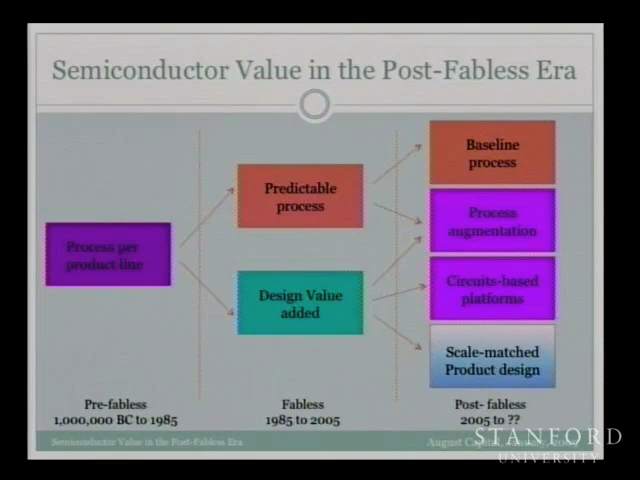 Semiconductor Value in the Post-Fabless Era
Process per
product line
Predictable
process
Design Value
added
Baseline
process
Process
augmentation
Circuits-based
platforms
Scale-matched
Product design
Pre-fabless
1,000,000 BC to 1985
Fabless
1985 to 2005
Post- fabless
2005 to ??
Semiconductor Value in the Post-Fabless Era
August Capital
STANFORD
UNIVERSITY